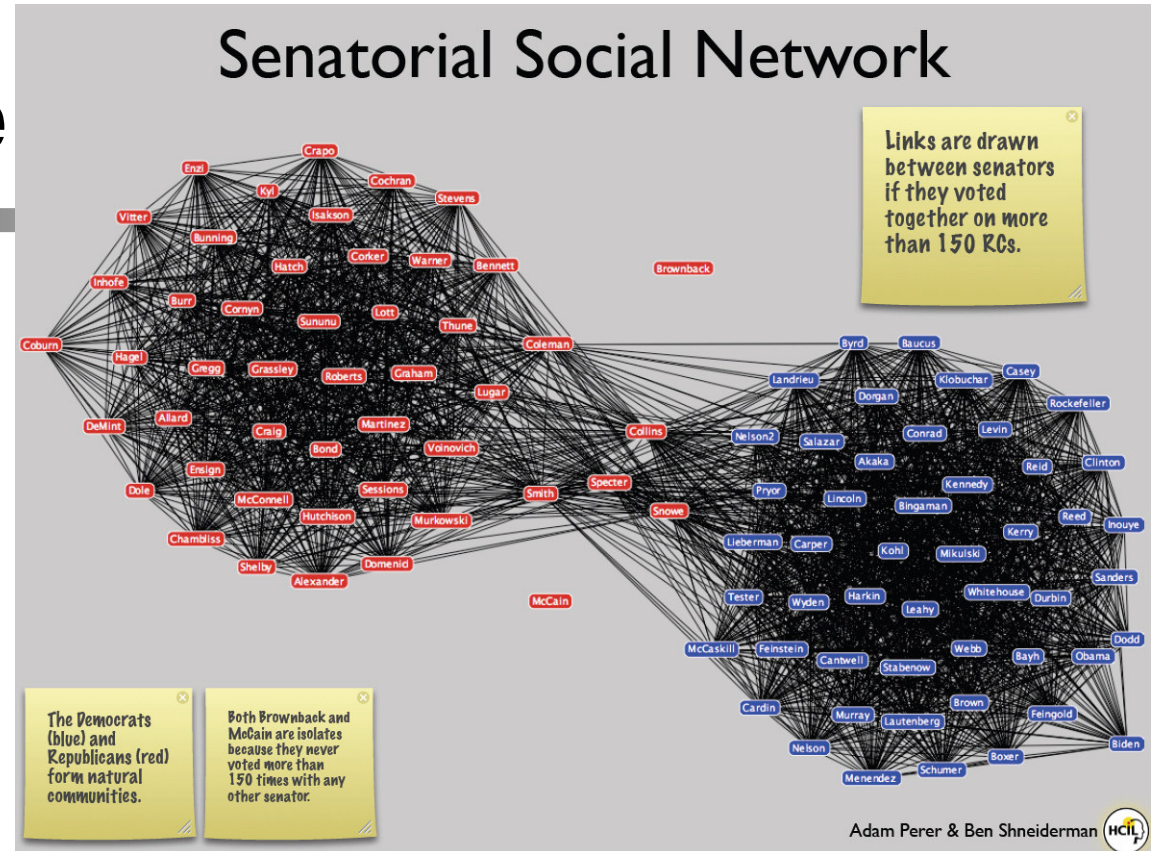 e
Senatorial Social Network
Links are drawn
between senators
if they voted
together on more
than 150 RCs.
Crapo
Enzi
Cochran
Kyl
Stevens
Vitter
Isakson
Bunning
Corker
Warner
Hatch
Bennett
Brownback
Inhofe
Burr
Cornyn
Lott
Sununu
Thune
Coburn
Coleman
Byrd
Baucus
Hagel
Gregg
Grassley
Roberts
Graham
Casey
Landrieu
Klobuchar
Lugar
Dorgan
Rockefeller
Allard
DeMint
Martinez
Craig
Collins
Nelson2
Salazar
Conrad
Levin
Bond
Voinovich
Akaka
Reid
Clinton
Ensign
Specter
Kennedy
Dole
McConnell
Sessions
Smith
Pryor
Lincoln
Bingaman
Hutchison
Murkowski
Snowe
Reed
Inouye
Chambliss
Kerry
Lieberman
Carper
Kohl
Mikulski
Shelby
Domenici
Alexander
Sanders
McCain
Tester
Wyden
Harkin
Leahy
Whitehouse
Durbin
McCaskill
Feinstein
Cantwell
Stabenow
Webb
Bayh
Obama
Dodd
Cardin
Murray
Lautenberg
Brown
Feingold
Nelson
Menendez
Schumer
Boxer
Biden
The Democrats
(blue) and
Republicans (red)
form natural
communities.
Both Brownback and
McCain are isolates
because they never
voted more than
150 times with any
other senator.
Adam Perer & Ben Shneiderman
HCIL